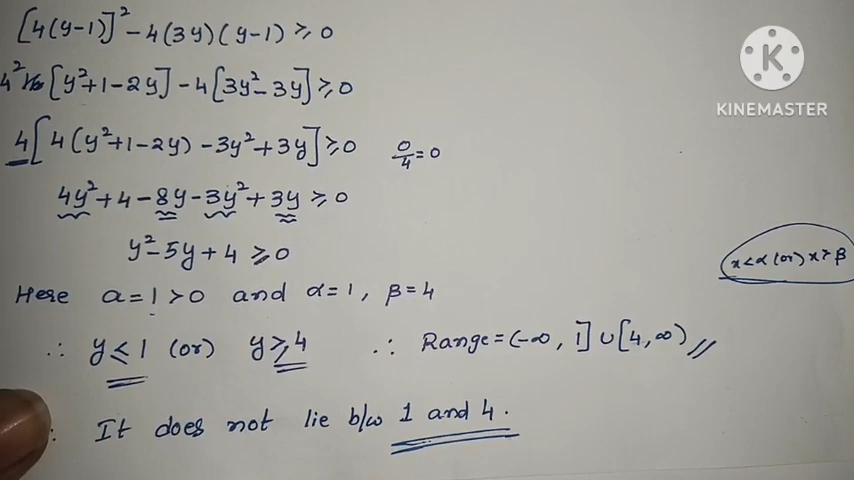 [4(y-1)]² - 4(3y)(y-1) ≥ 0
4² [y²+1-2y] - 4[3y²-3y] ≥ 0
4[4(y²+1-2y) - 3y²+3y] ≥ 0   0/4 = 0
4y²+4-8y-3y²+3y ≥ 0
y²-5y+4 ≥ 0
x<α (or) x>β
Here a=1>0 and α=1, β=4
∴ y≤1 (or) y≥4   ∴ Range = (-∞, 1] ∪ [4, ∞) //
It does not lie b/w 1 and 4.
KINEMASTER